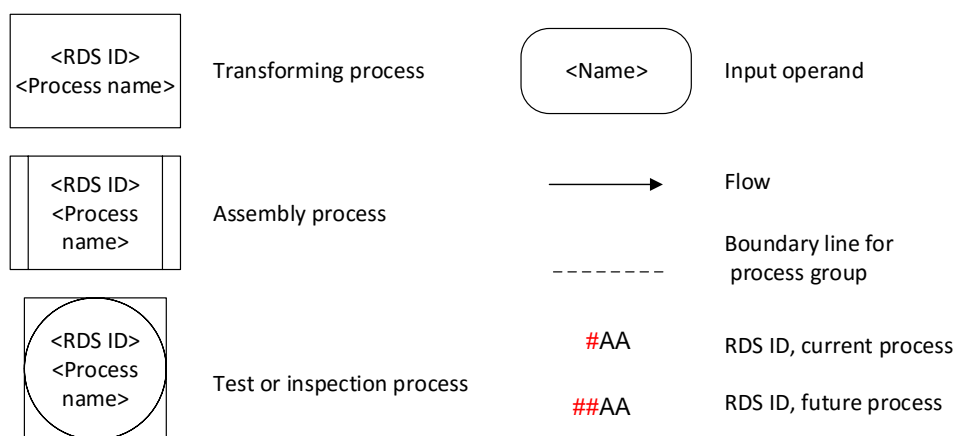 <RDS ID>
<Process name>
Transforming process
<RDS ID>
<Process
name>
Assembly process
<RDS ID>
<Process
name>
Test or inspection process
<Name>
Input operand
Flow
Boundary line for
process group
#AA
RDS ID, current process
##AA
RDS ID, future process